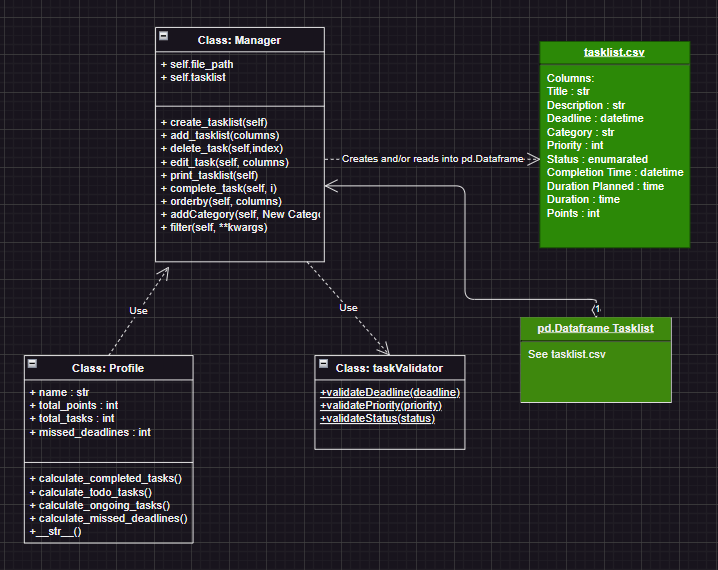 Class: Manager
+ self.file_path
+ self.tasklist
+ create_tasklist(self)
+ add_tasklist(columns)
+ delete_task(self,index)
+ edit_task(self, columns)
+ print_tasklist(self)
+ complete_task(self, i)
+ orderby(self, columns)
+ addCategory(self, New Categ
+ filter(self, **kwargs)
Creates and/or reads into pd.Dataframe
tasklist.csv
Columns:
Title : str
Description : str
Deadline : datetime
Category : str
Priority : int
Status : enumarated
Completion Time : datetime
Duration Planned : time
Duration : time
Points : int
Use
Use
1
pd.Dataframe Tasklist
See tasklist.csv
Class: Profile
+ name : str
+ total_points : int
+ total_tasks : int
+ missed_deadlines : int
+ calculate_completed_tasks()
+ calculate_todo_tasks()
+ calculate_ongoing_tasks()
+ calculate_missed_deadlines()
+__str__()
Class: taskValidator
+validateDeadline(deadline)
+validatePriority(priority)
+validateStatus(status)